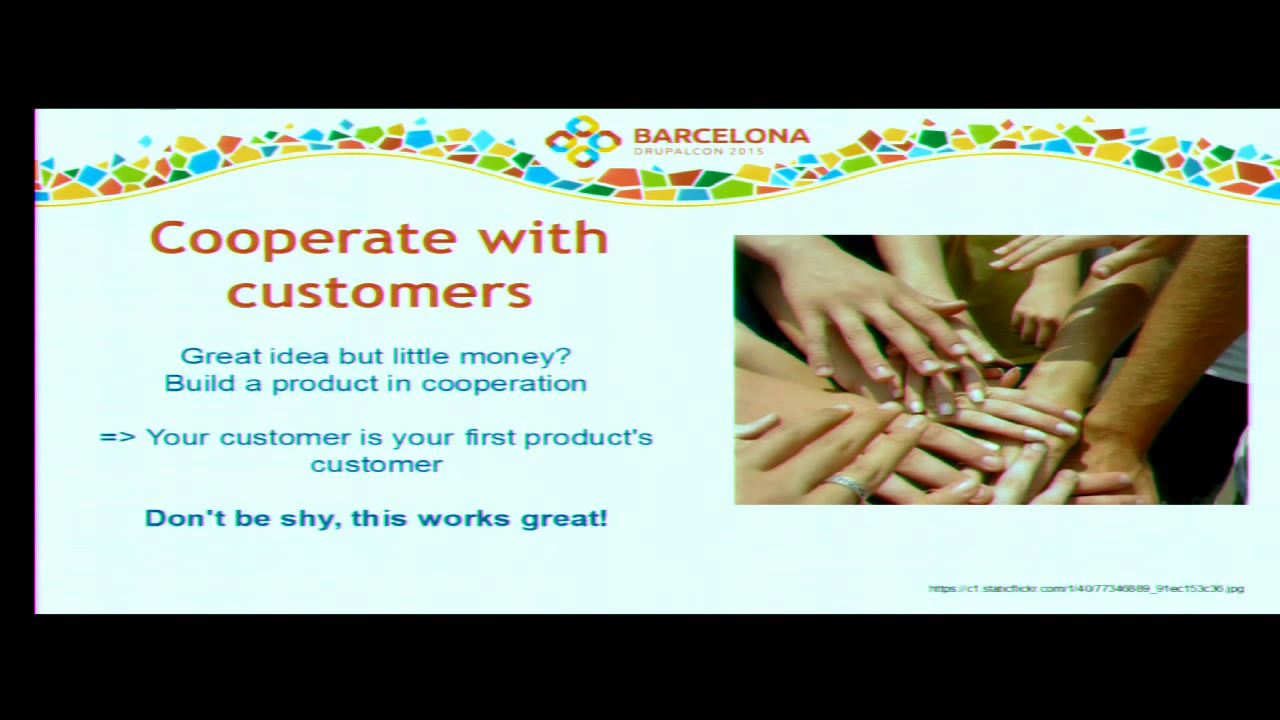 BARCELONA
DRUPALCON 2015
Cooperate with
customers
Great idea but little money?
Build a product in cooperation
=> Your customer is your first product's
customer
Don't be shy, this works great!
https://c1.staticflickr.com/1/40/77346889_91ec153c36.jpg